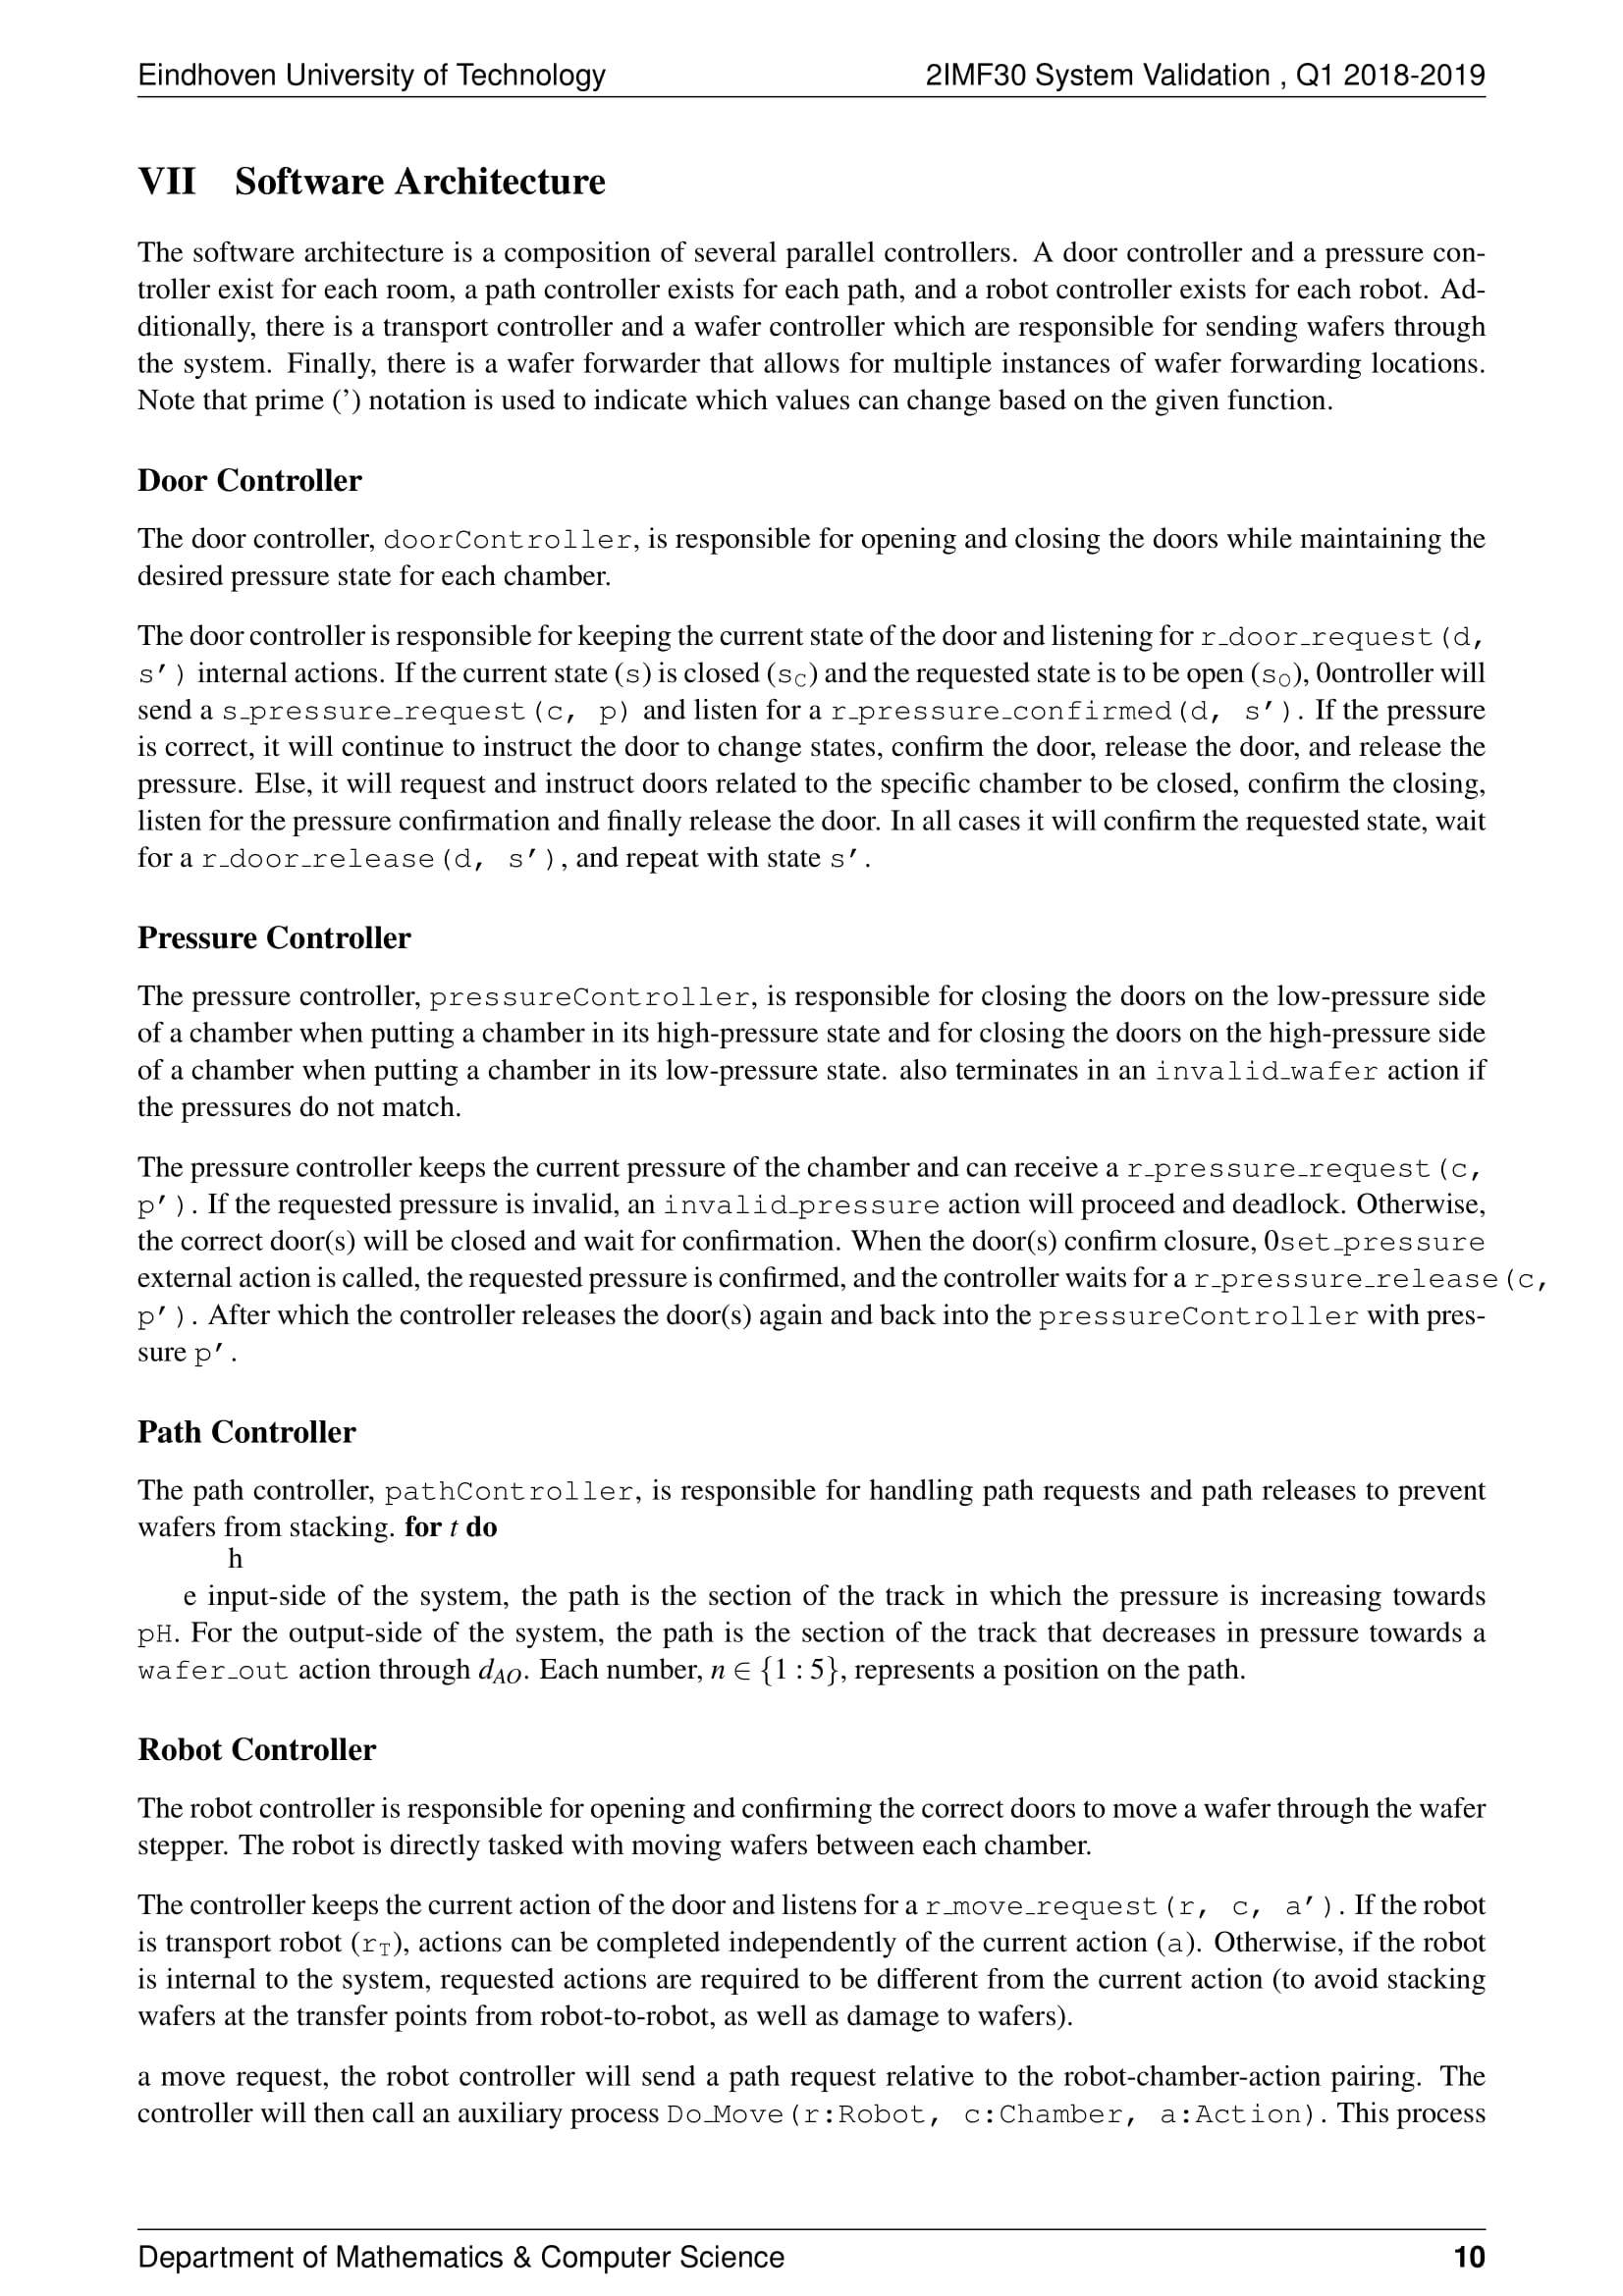 Eindhoven University of Technology 2IMF30 System Validation , Q1 2018-2019
VII Software Architecture
The software architecture is a composition of several parallel controllers. A door controller and a pressure con-
troller exist for each room, a path controller exists for each path, and a robot controller exists for each robot. Ad-
ditionally, there is a transport controller and a wafer controller which are responsible for sending wafers through
the system. Finally, there is a wafer forwarder that allows for multiple instances of wafer forwarding locations.
Note that prime (’) notation is used to indicate which values can change based on the given function.
Door Controller
The door controller, doorController, is responsible for opening and closing the doors while maintaining the
desired pressure state for each chamber.
The door controller is responsible for keeping the current state of the door and listening for r_door_request(d,
s′) internal actions. If the current state (s) is closed (sC) and the requested state is to be open (sO), 0ontroller will
send a s_pressure_request(c, p) and listen for a r_pressure_confirmed(d, s′). If the pressure
is correct, it will continue to instruct the door to change states, confirm the door, release the door, and release the
pressure. Else, it will request and instruct doors related to the specific chamber to be closed, confirm the closing,
listen for the pressure confirmation and finally release the door. In all cases it will confirm the requested state, wait
for a r_door_release(d, s′), and repeat with state s′.
Pressure Controller
The pressure controller, pressureController, is responsible for closing the doors on the low-pressure side
of a chamber when putting a chamber in its high-pressure state and for closing the doors on the high-pressure side
of a chamber when putting a chamber in its low-pressure state. also terminates in an invalid_wafer action if
the pressures do not match.
The pressure controller keeps the current pressure of the chamber and can receive a r_pressure_request(c,
p′). If the requested pressure is invalid, an invalid_pressure action will proceed and deadlock. Otherwise,
the correct door(s) will be closed and wait for confirmation. When the door(s) confirm closure, 0set_pressure
external action is called, the requested pressure is confirmed, and the controller waits for a r_pressure_release(c,
p′). After which the controller releases the door(s) again and back into the pressureController with pres-
sure p′.
Path Controller
The path controller, pathController, is responsible for handling path requests and path releases to prevent
wafers from stacking. for t do
h
e input-side of the system, the path is the section of the track in which the pressure is increasing towards
pH. For the output-side of the system, the path is the section of the track that decreases in pressure towards a
wafer_out action through dAO. Each number, n ∈ {1 : 5}, represents a position on the path.
Robot Controller
The robot controller is responsible for opening and confirming the correct doors to move a wafer through the wafer
stepper. The robot is directly tasked with moving wafers between each chamber.
The controller keeps the current action of the door and listens for a r_move_request(r, c, a′). If the robot
is transport robot (rT), actions can be completed independently of the current action (a). Otherwise, if the robot
is internal to the system, requested actions are required to be different from the current action (to avoid stacking
wafers at the transfer points from robot-to-robot, as well as damage to wafers).
a move request, the robot controller will send a path request relative to the robot-chamber-action pairing. The
controller will then call an auxiliary process Do_Move(r:Robot, c:Chamber, a:Action). This process
Department of Mathematics & Computer Science 10